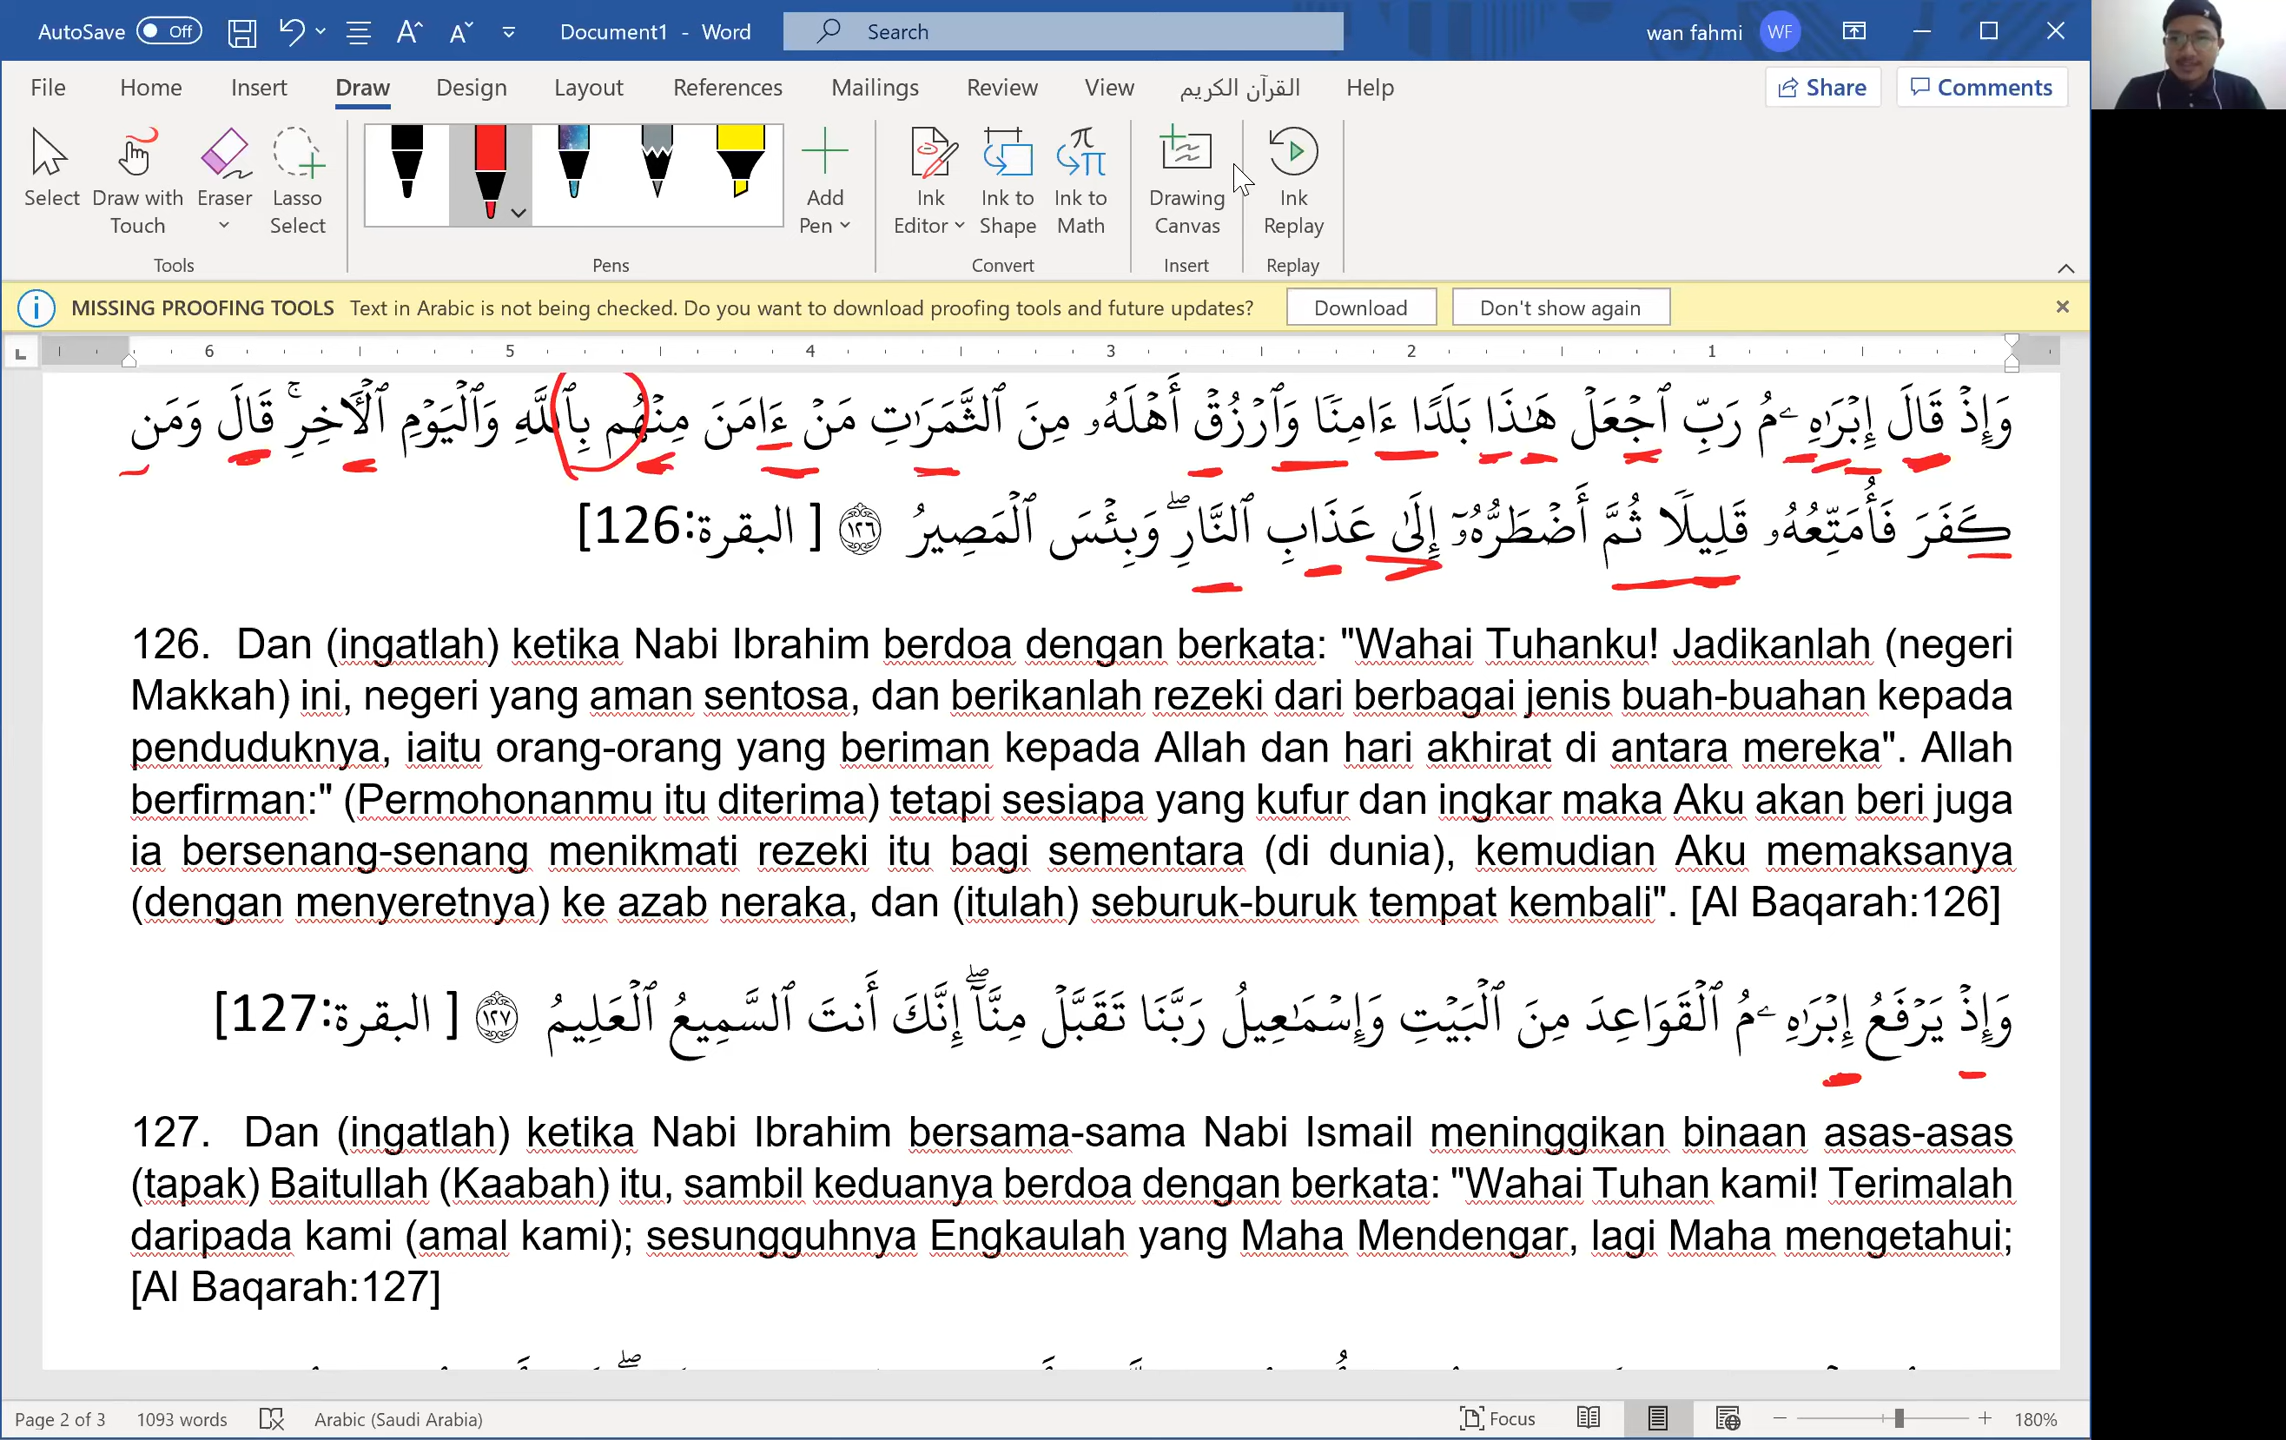 AutoSave Off Document1 - Word Search wan fahmi WF
File Home Insert Draw Design Layout References Mailings Review View القرآن الكريم Help Share Comments
Select Draw with Touch Eraser Lasso Select Add Pen Ink Editor Ink to Shape Ink to Math Drawing Canvas Ink Replay
Tools Pens Convert Insert Replay
MISSING PROOFING TOOLS Text in Arabic is not being checked. Do you want to download proofing tools and future updates? Download Don't show again
6 5 4 3 2 1
وَإِذۡ قَالَ إِبۡرَٰهِـۧمُ رَبِّ ٱجۡعَلۡ هَٰذَا بَلَدًا ءَامِنٗا وَٱرۡزُقۡ أَهۡلَهُۥ مِنَ ٱلثَّمَرَٰتِ مَنۡ ءَامَنَ مِنۡهُم بِٱللَّهِ وَٱلۡيَوۡمِ ٱلۡأٓخِرِۚ قَالَ وَمَن
كَفَرَ فَأُمَتِّعُهُۥ قَلِيلٗا ثُمَّ أَضۡطَرُّهُۥٓ إِلَىٰ عَذَابِ ٱلنَّارِۖ وَبِئۡسَ ٱلۡمَصِيرُ ١٢٦ [ البقرة:126]
126. Dan (ingatlah) ketika Nabi Ibrahim berdoa dengan berkata: "Wahai Tuhanku! Jadikanlah (negeri
Makkah) ini, negeri yang aman sentosa, dan berikanlah rezeki dari berbagai jenis buah-buahan kepada
penduduknya, iaitu orang-orang yang beriman kepada Allah dan hari akhirat di antara mereka". Allah
berfirman:" (Permohonanmu itu diterima) tetapi sesiapa yang kufur dan ingkar maka Aku akan beri juga
ia bersenang-senang menikmati rezeki itu bagi sementara (di dunia), kemudian Aku memaksanya
(dengan menyeretnya) ke azab neraka, dan (itulah) seburuk-buruk tempat kembali". [Al Baqarah:126]
وَإِذۡ يَرۡفَعُ إِبۡرَٰهِـۧمُ ٱلۡقَوَاعِدَ مِنَ ٱلۡبَيۡتِ وَإِسۡمَٰعِيلُ رَبَّنَا تَقَبَّلۡ مِنَّآۖ إِنَّكَ أَنتَ ٱلسَّمِيعُ ٱلۡعَلِيمُ ١٢٧ [ البقرة:127]
127. Dan (ingatlah) ketika Nabi Ibrahim bersama-sama Nabi Ismail meninggikan binaan asas-asas
(tapak) Baitullah (Kaabah) itu, sambil keduanya berdoa dengan berkata: "Wahai Tuhan kami! Terimalah
daripada kami (amal kami); sesungguhnya Engkaulah yang Maha Mendengar, lagi Maha mengetahui;
[Al Baqarah:127]
Page 2 of 3 1093 words Arabic (Saudi Arabia) Focus 180%